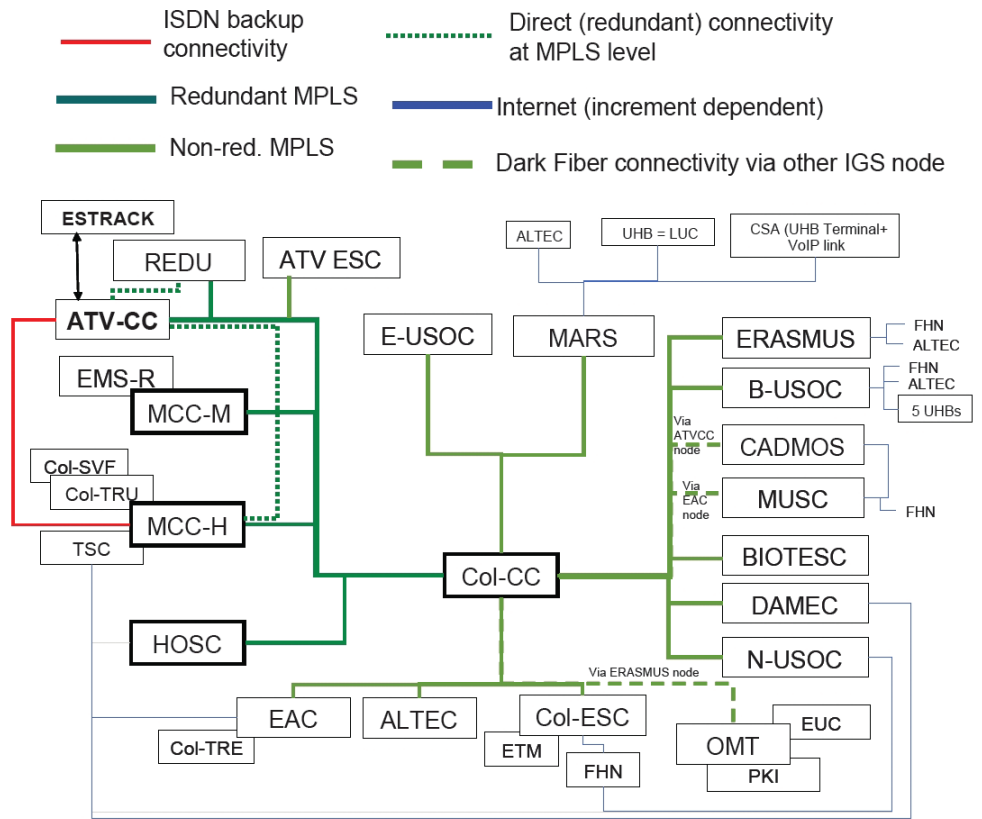 ISDN backup
connectivity
Direct (redundant) connectivity
at MPLS level
Redundant MPLS
Internet (increment dependent)
Non-red. MPLS
Dark Fiber connectivity via other IGS node
ESTRACK
REDU
ATV ESC
ALTEC
UHB = LUC
CSA (UHB Terminal+
VoIP link
ATV-CC
E-USOC
MARS
ERASMUS
FHN
ALTEC
EMS-R
MCC-M
B-USOC
FHN
ALTEC
5 UHBs
Via
ATVCC
node
CADMOS
Col-SVF
Col-TRU
MCC-H
Via
EAC
node
MUSC
FHN
TSC
Col-CC
BIOTESC
DAMEC
HOSC
N-USOC
Via ERASMUS node
EAC
ALTEC
Col-ESC
Col-TRE
ETM
FHN
OMT
EUC
PKI